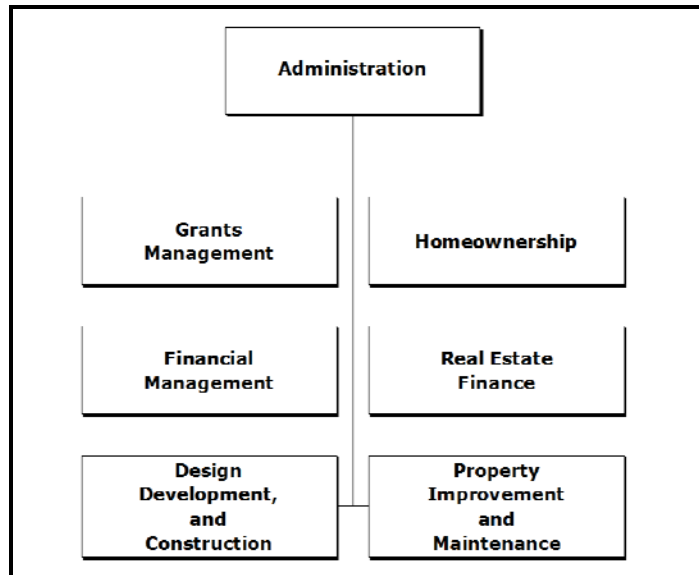 Administration
Grants
Management
Homeownership
Financial
Management
Real Estate
Finance
Design
Development,
and
Construction
Property
Improvement
and
Maintenance